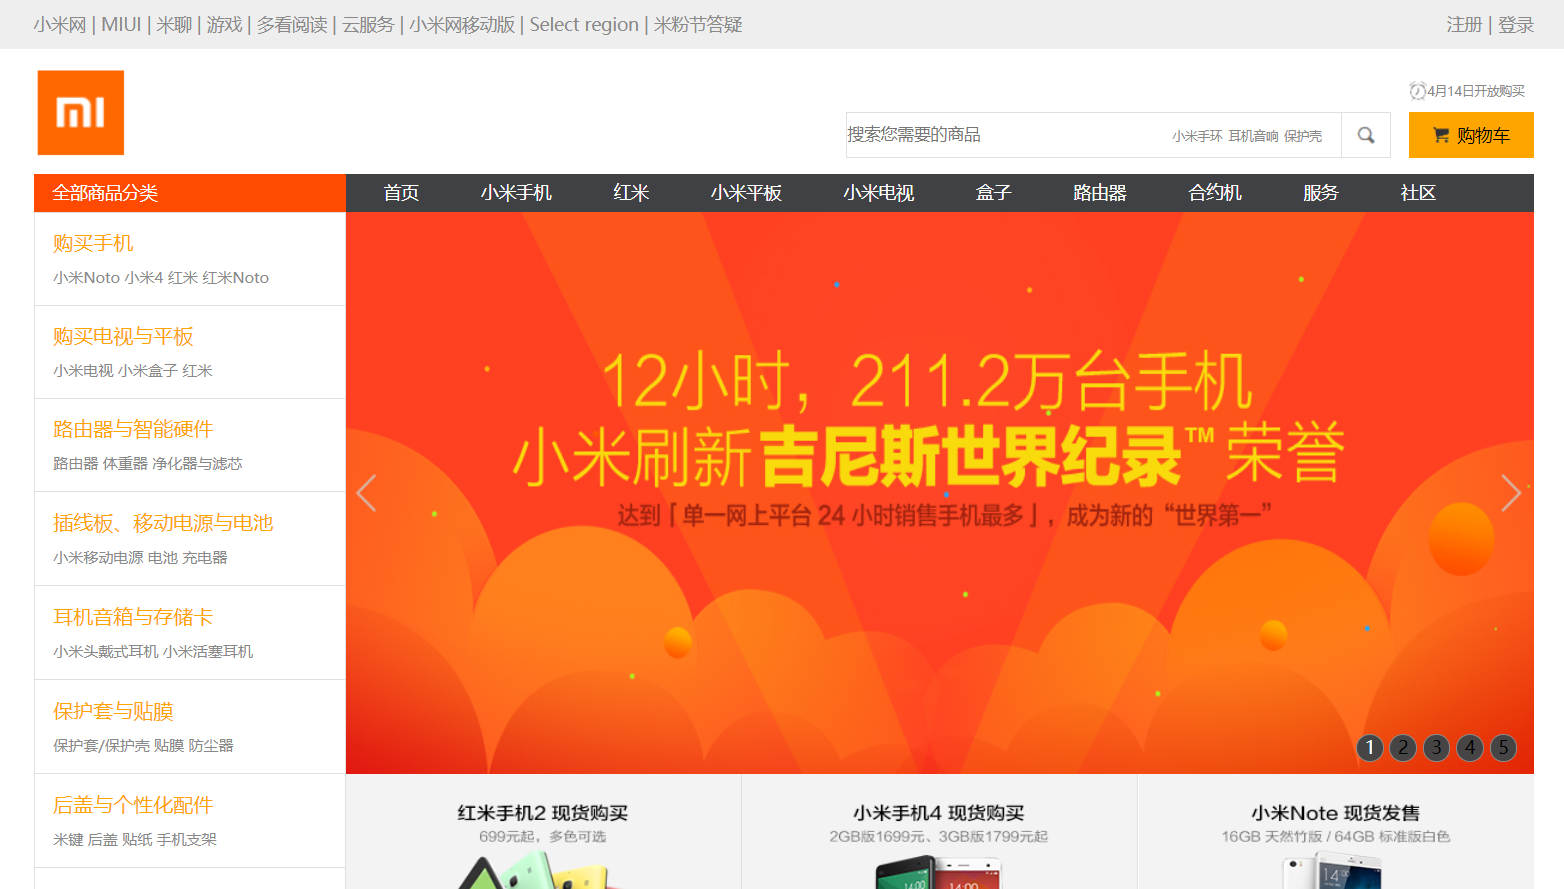 小米网 | MIUI | 米聊 | 游戏 | 多看阅读 | 云服务 | 小米网移动版 | Select region | 米粉节答疑
注册 | 登录
mi
4月14日开放购买
搜索您需要的商品
小米手环 耳机音响 保护壳
购物车
全部商品分类
首页 小米手机 红米 小米平板 小米电视 盒子 路由器 合约机 服务 社区
购买手机
小米Noto 小米4 红米 红米Noto
购买电视与平板
小米电视 小米盒子 红米
路由器与智能硬件
路由器 体重器 净化器与滤芯
插线板、移动电源与电池
小米移动电源 电池 充电器
耳机音箱与存储卡
小米头戴式耳机 小米活塞耳机
保护套与贴膜
保护套/保护壳 贴膜 防尘器
后盖与个性化配件
米键 后盖 贴纸 手机支架
12小时，211.2万台手机
小米刷新吉尼斯世界纪录™荣誉
达到「单一网上平台 24 小时销售手机最多」，成为新的“世界第一”
1 2 3 4 5
红米手机2 现货购买
699元起，多色可选
小米手机4 现货购买
2GB版1699元、3GB版1799元起
小米Note 现货发售
16GB 天然竹版 / 64GB 标准版白色